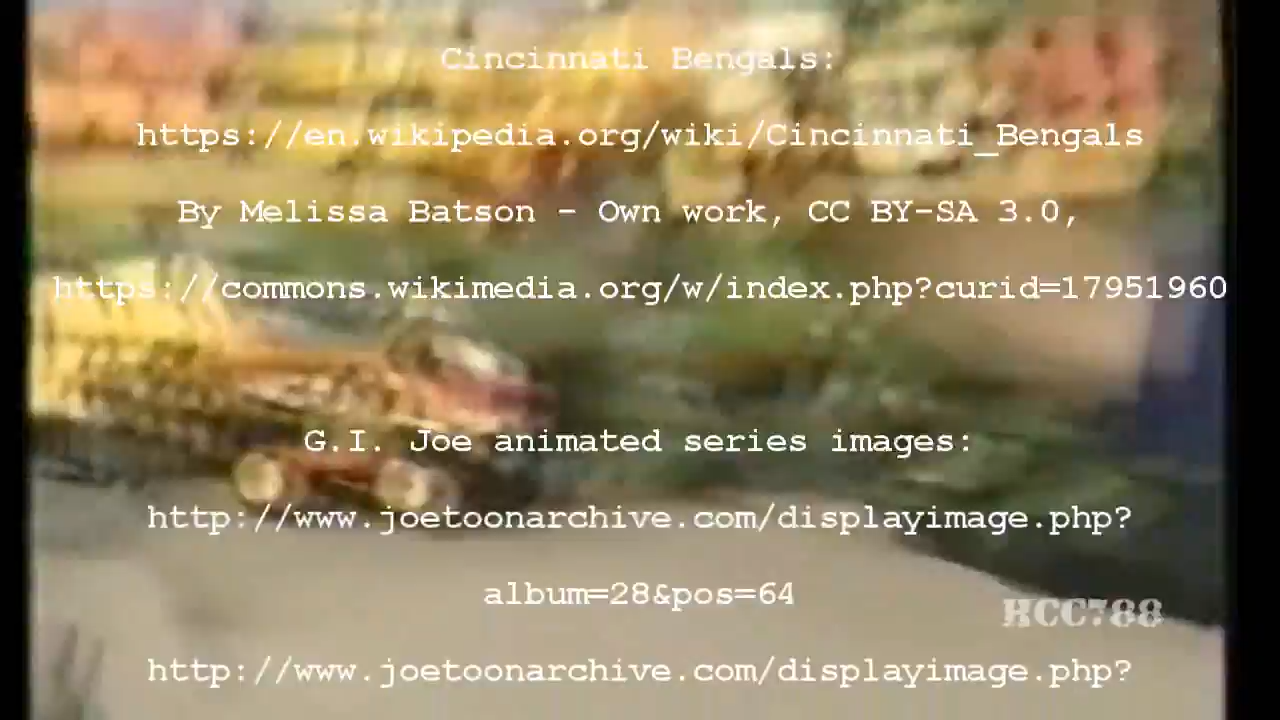 Cincinnati Bengals:
https://en.wikipedia.org/wiki/Cincinnati_Bengals
By Melissa Batson - Own work, CC BY-SA 3.0,
https://commons.wikimedia.org/w/index.php?curid=17951960
G.I. Joe animated series images:
http://www.joetoonarchive.com/displayimage.php?
album=28&pos=64
HCC788
http://www.joetoonarchive.com/displayimage.php?